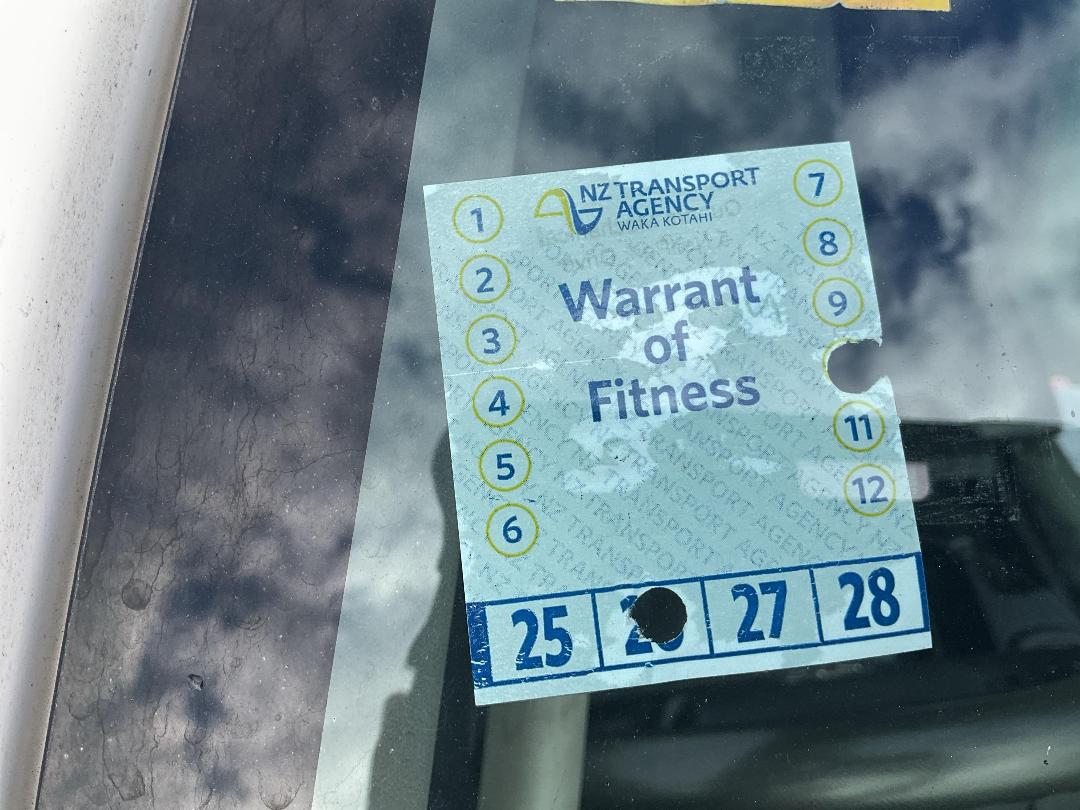 NZ TRANSPORT
AGENCY
WAKA KOTAHI
Warrant
of
Fitness
1
2
3
4
5
6
7
8
9
11
12
25
27
28